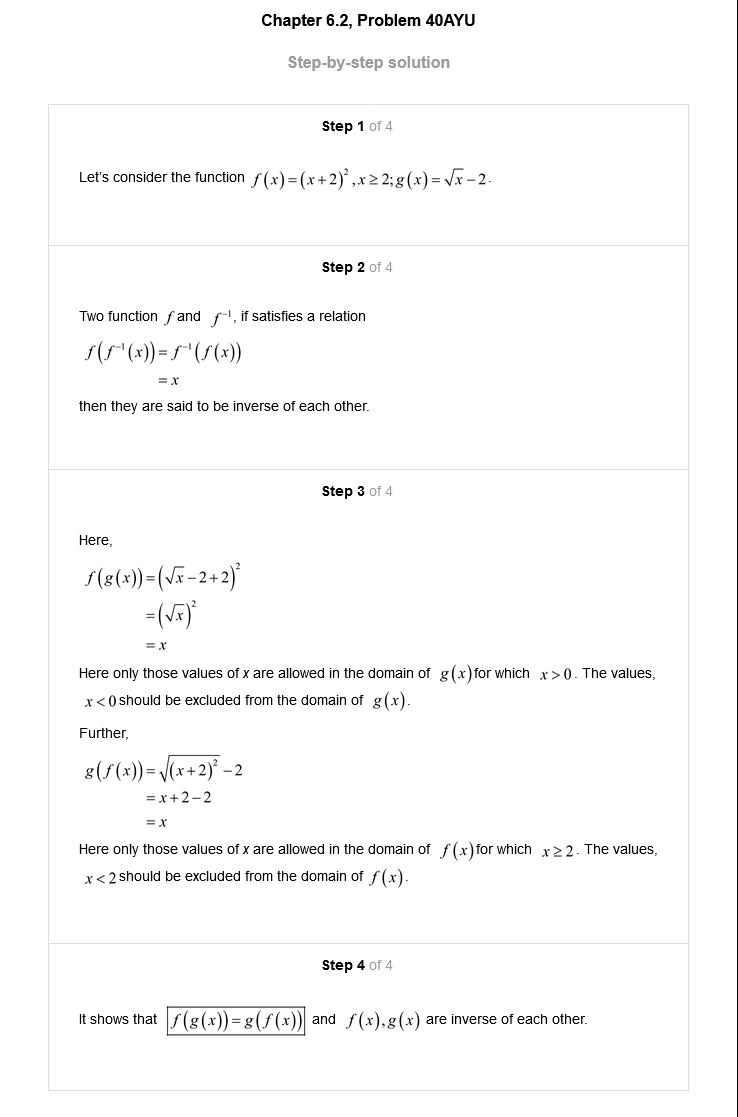 Chapter 6.2, Problem 40AYU
Step-by-step solution
Step 1 of 4
Let's consider the function f(x)=(x+2)²,x≥2;g(x)=√x−2.
Step 2 of 4
Two function f and f⁻¹, if satisfies a relation
f(f⁻¹(x))=f⁻¹(f(x))
=x
then they are said to be inverse of each other.
Step 3 of 4
Here,
f(g(x))=(√x−2+2)²
=(√x)²
=x
Here only those values of x are allowed in the domain of g(x) for which x>0. The values,
x<0 should be excluded from the domain of g(x).
Further,
g(f(x))=√((x+2)²)−2
=x+2−2
=x
Here only those values of x are allowed in the domain of f(x) for which x≥2. The values,
x<2 should be excluded from the domain of f(x).
Step 4 of 4
It shows that f(g(x))=g(f(x)) and f(x),g(x) are inverse of each other.